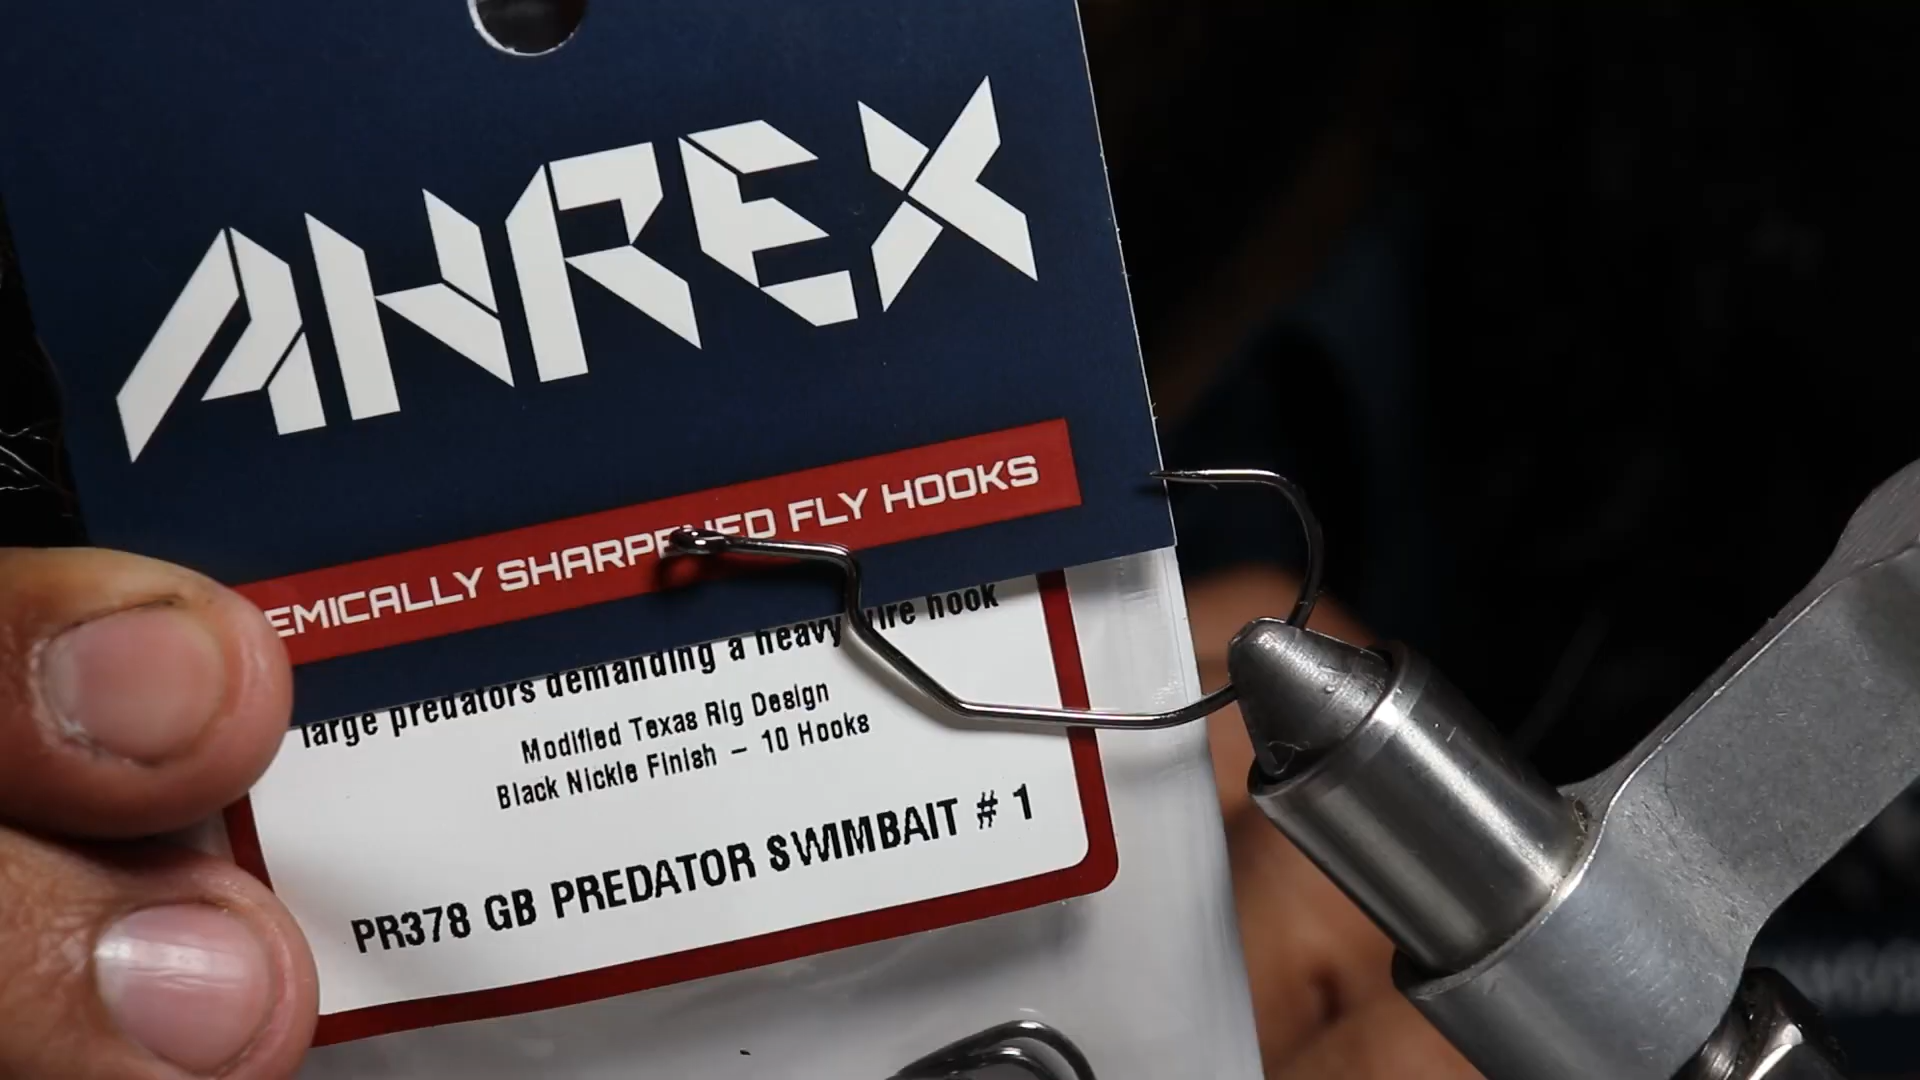 AHREX
EMICALLY SHARPENED FLY HOOKS
large predators demanding a heavy wire hook
Modified Texas Rig Design
Black Nickle Finish – 10 Hooks
PR378 GB PREDATOR SWIMBAIT # 1